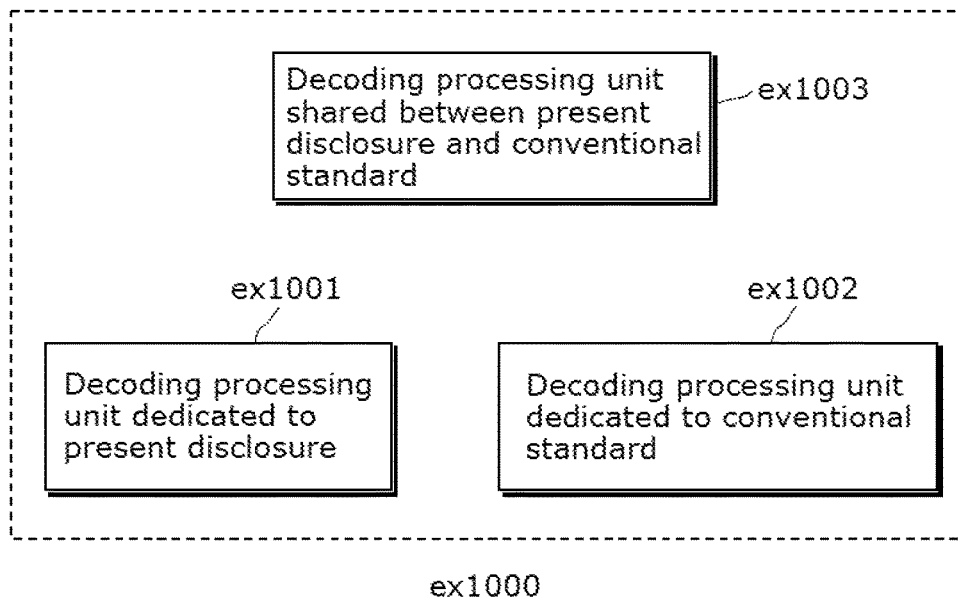 Decoding processing unit
shared between present
disclosure and conventional
standard
ex1003
ex1001
ex1002
Decoding processing
unit dedicated to
present disclosure
Decoding processing unit
dedicated to conventional
standard
ex1000